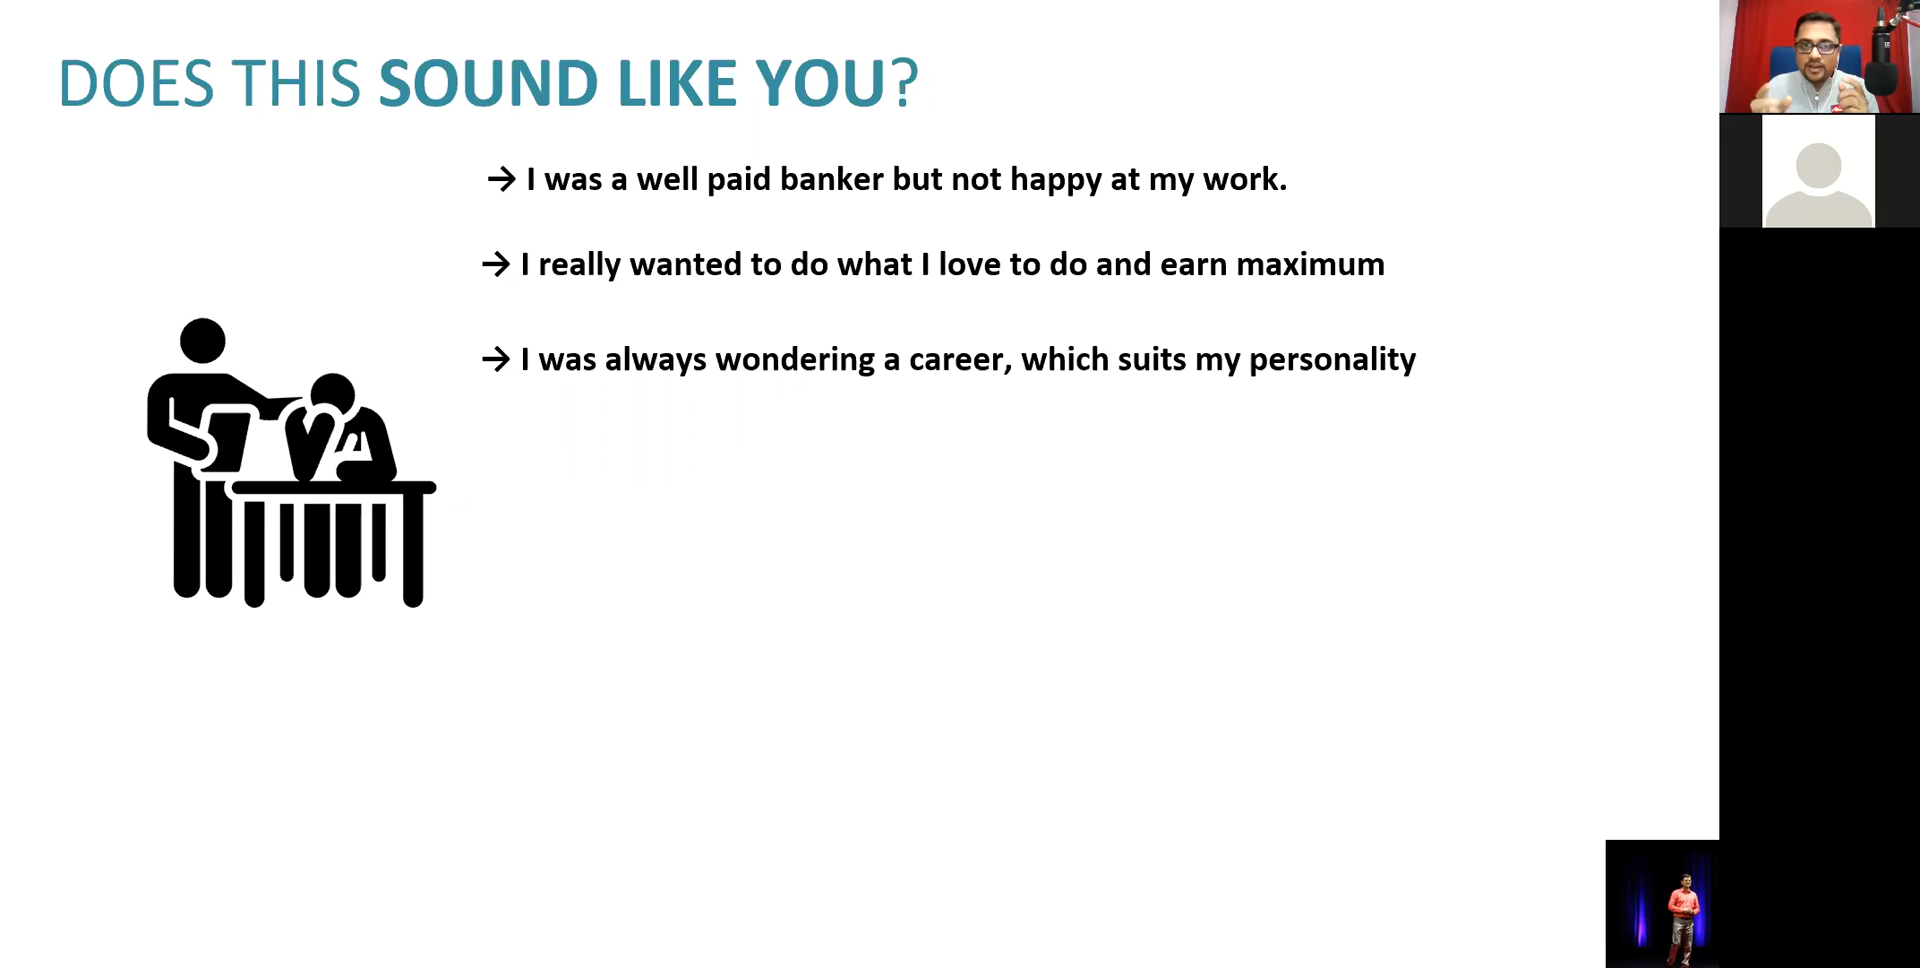 DOES THIS SOUND LIKE YOU?
→ I was a well paid banker but not happy at my work.
→ I really wanted to do what I love to do and earn maximum
→ I was always wondering a career, which suits my personality